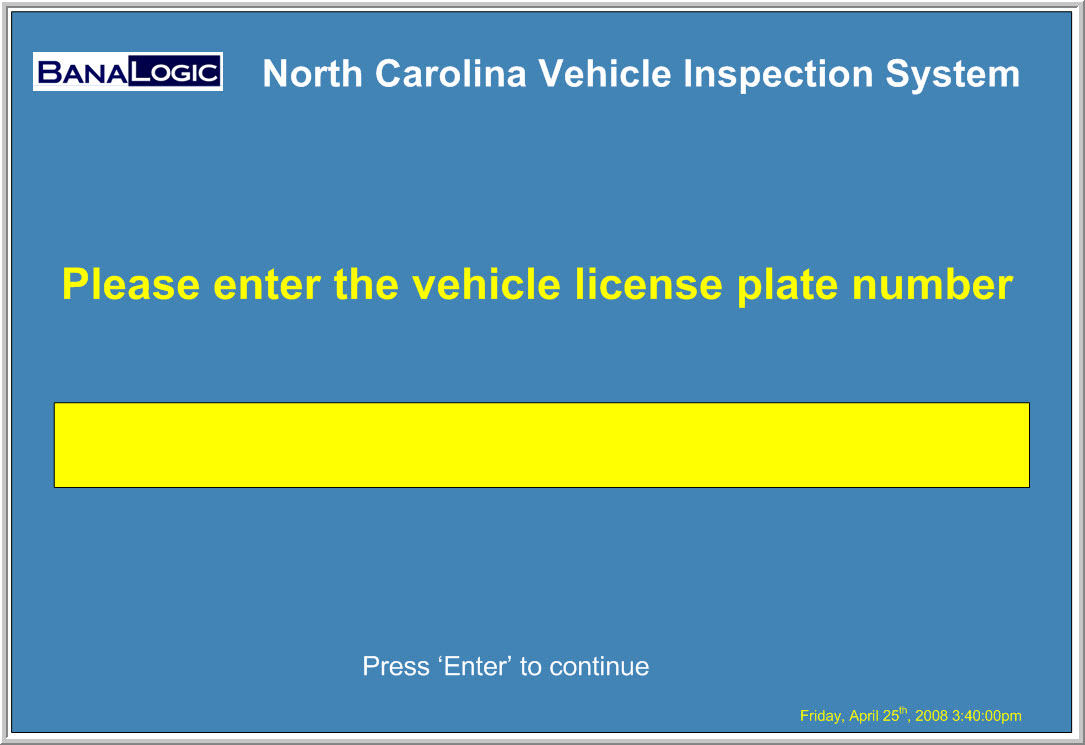 BANALOGIC
North Carolina Vehicle Inspection System
Please enter the vehicle license plate number
Press ‘Enter’ to continue
Friday, April 25th, 2008 3:40:00pm